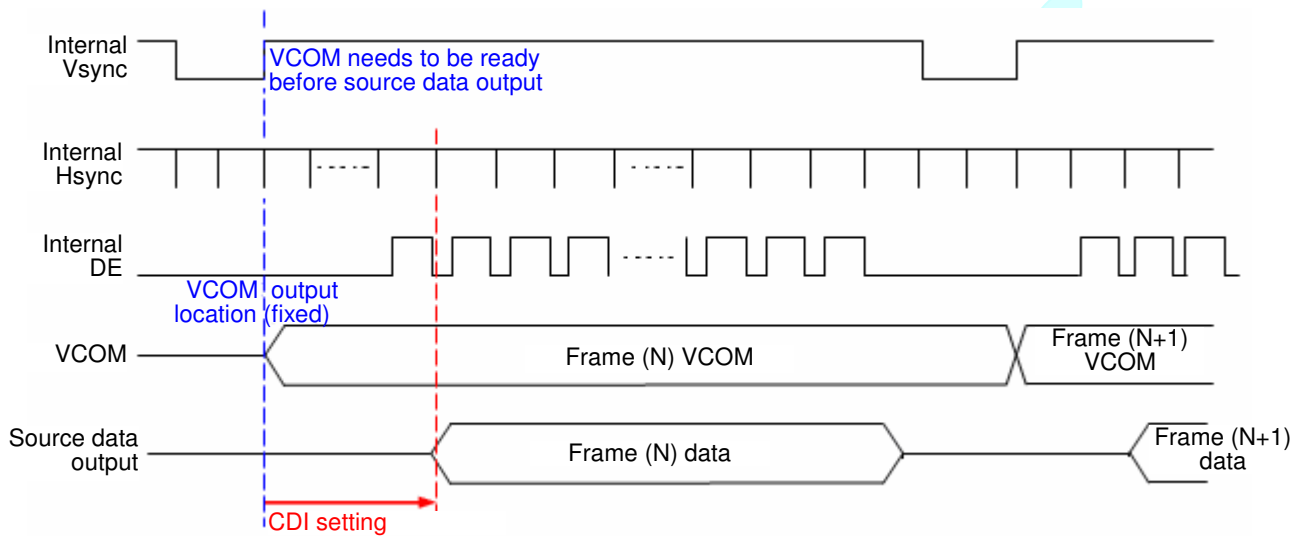 Internal
Vsync
VCOM needs to be ready
before source data output
Internal
Hsync
Internal
DE
VCOM output
location (fixed)
VCOM
Frame (N) VCOM
Frame (N+1)
VCOM
Source data
output
Frame (N) data
Frame (N+1)
data
CDI setting